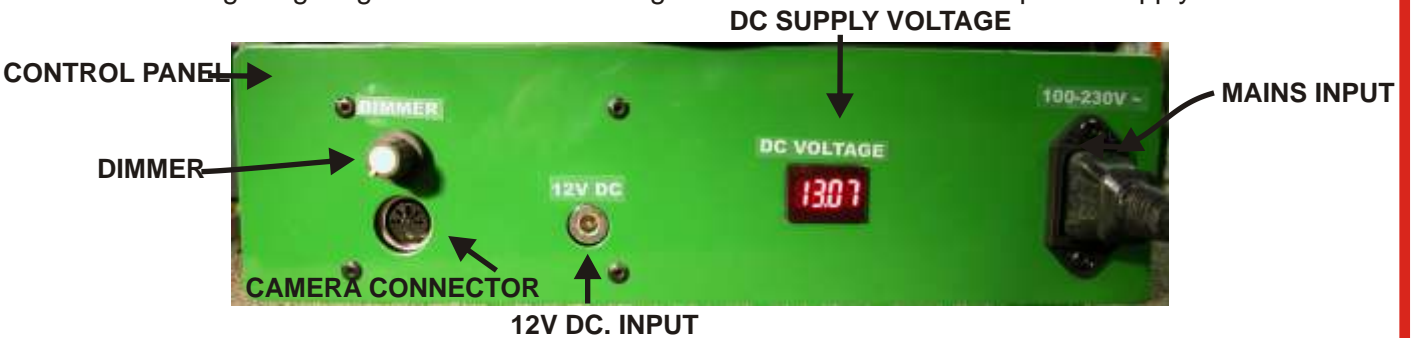 DC SUPPLY VOLTAGE
CONTROL PANEL
100-230V ~
MAINS INPUT
DIMMER
DC VOLTAGE
DIMMER
12V DC
13.07
CAMERA CONNECTOR
12V DC. INPUT